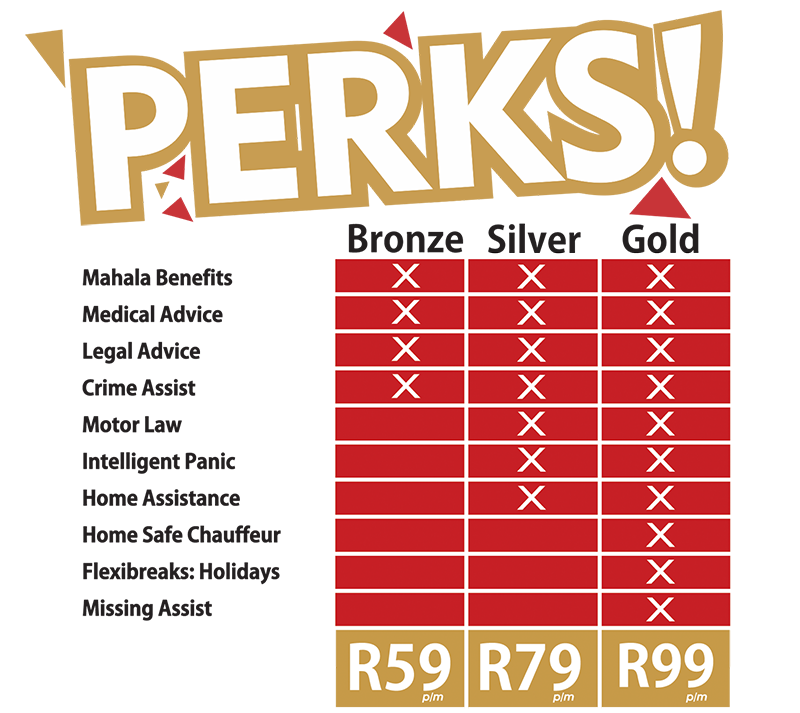 PERKS!
Bronze Silver Gold
Mahala Benefits X X X
Medical Advice X X X
Legal Advice X X X
Crime Assist X X X
Motor Law X X
Intelligent Panic X X
Home Assistance X X
Home Safe Chauffeur X
Flexibreaks: Holidays X
Missing Assist X
R59 p/m R79 p/m R99 p/m